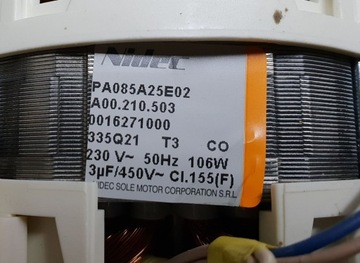 Nidec
PA085A25E02
A00.210.503
0016271000
335Q21 T3 CO
230 V~ 50Hz 106W
3µF/450V~ Cl.155(F)
NIDEC SOLE MOTOR CORPORATION S.R.L